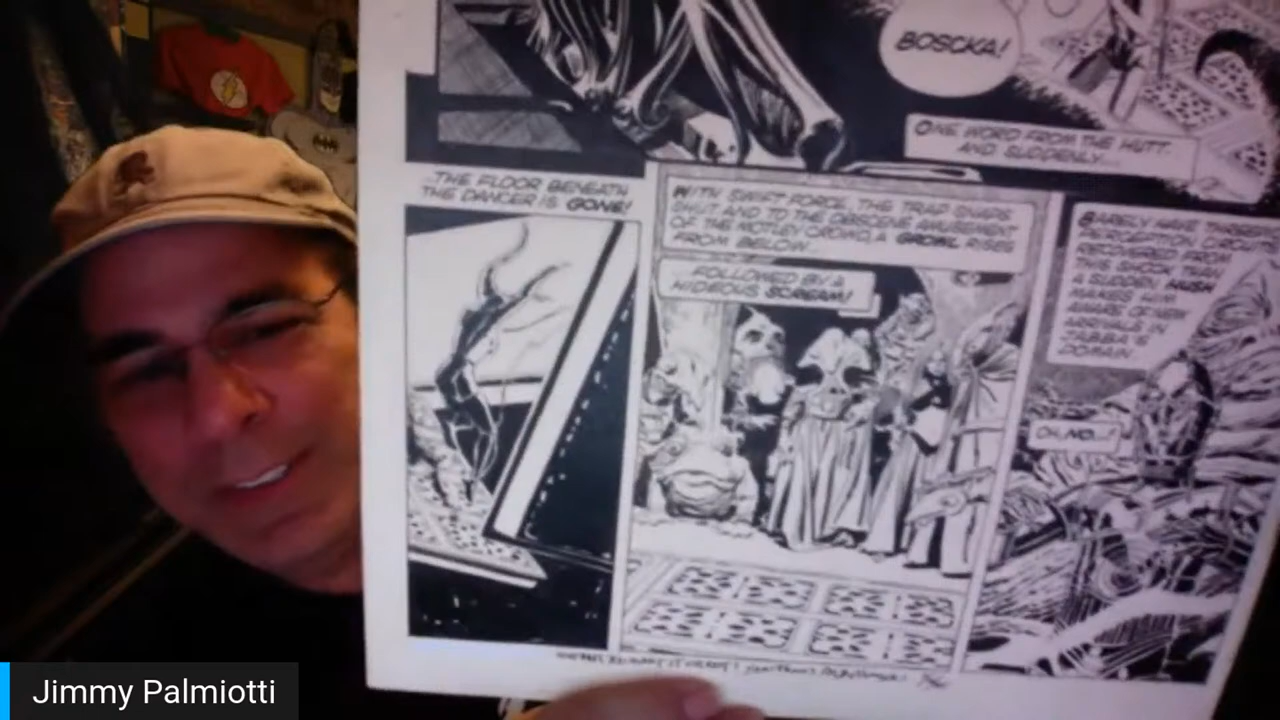 BOSCKA!
ONE WORD FROM THE HUTT.
AND SUDDENLY...
...THE FLOOR BENEATH
THE DANCER IS GONE!
WITH SWIFT FORCE, THE TRAP SNAPS
SHUT, AND TO THE OBSCENE AMUSEMENT
OF THE MOTLEY CROWD, A GROWL RISES
FROM BELOW...
...FOLLOWED BY A
HIDEOUS SCREAM!
BARELY HAVE THREEPIO'S
PERCEPTION CIRCUITS
RECOVERED FROM
THIS SHOCK THAN
A SUDDEN HUSH
MAKES HIM
AWARE OF NEW
ARRIVALS IN
JABBA'S
DOMAIN.
OH, NO...!
Jimmy Palmiotti